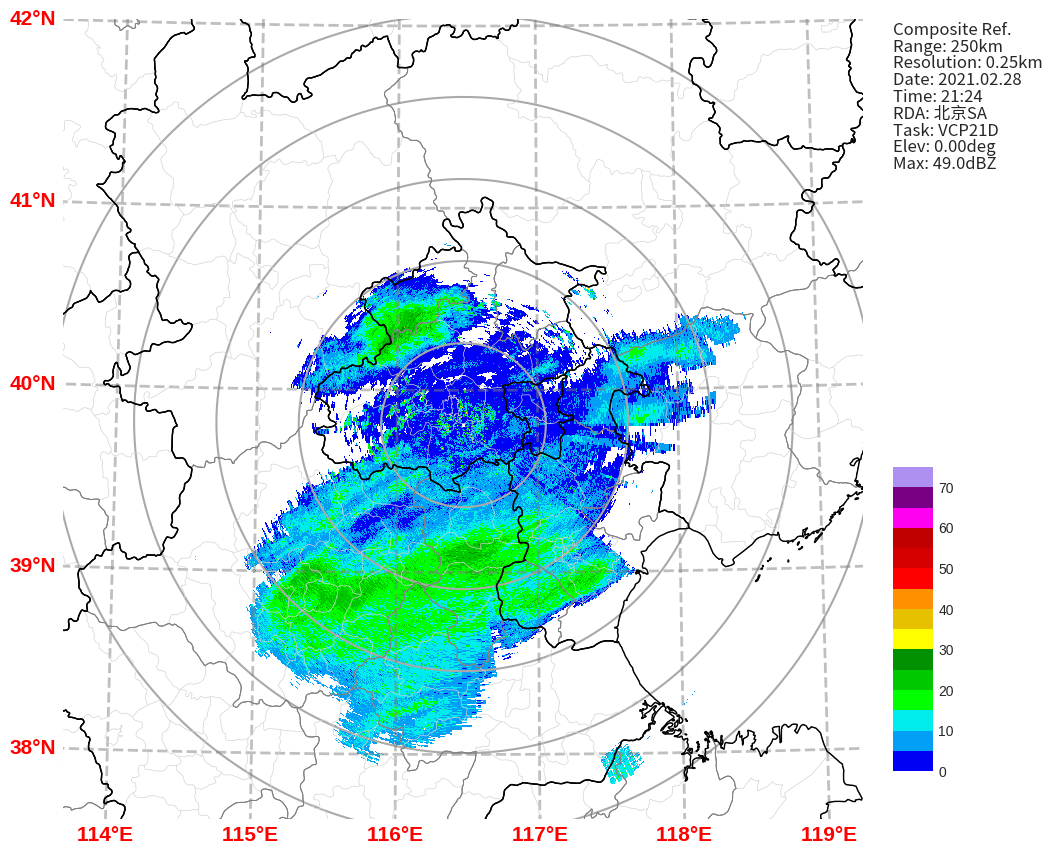 42°N
41°N
40°N
39°N
38°N
114°E
115°E
116°E
117°E
118°E
119°E
Composite Ref.
Range: 250km
Resolution: 0.25km
Date: 2021.02.28
Time: 21:24
RDA: 北京SA
Task: VCP21D
Elev: 0.00deg
Max: 49.0dBZ
70
60
50
40
30
20
10
0